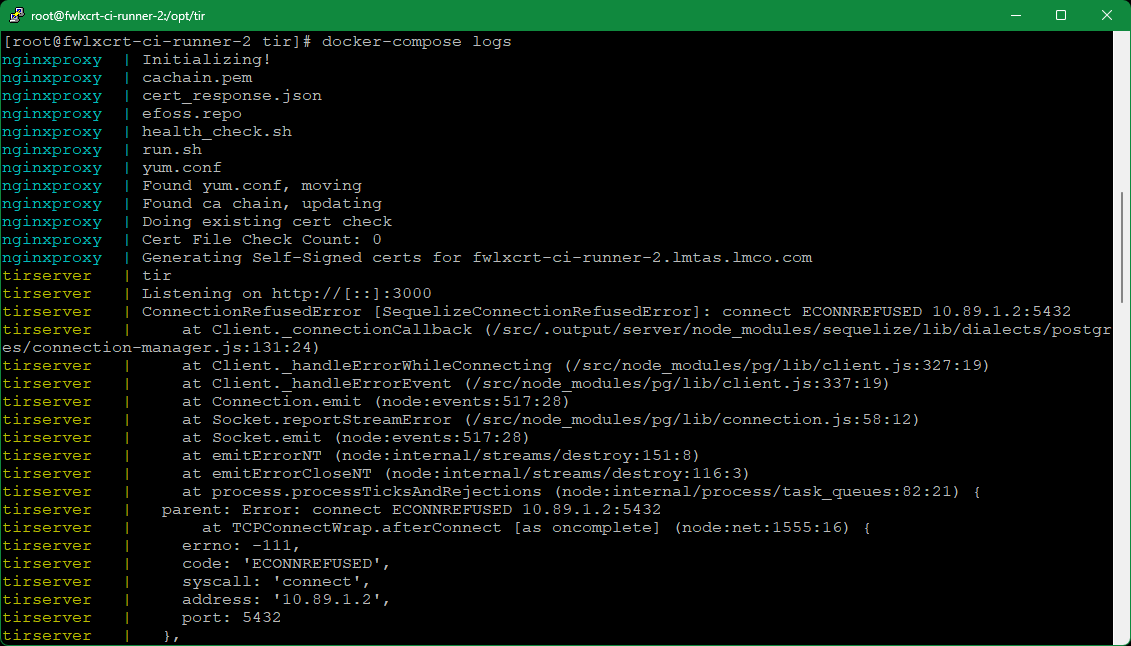 root@fwlxcrt-ci-runner-2:/opt/tir
[root@fwlxcrt-ci-runner-2 tir]# docker-compose logs
nginxproxy  | Initializing!
nginxproxy  | cachain.pem
nginxproxy  | cert_response.json
nginxproxy  | efoss.repo
nginxproxy  | health_check.sh
nginxproxy  | run.sh
nginxproxy  | yum.conf
nginxproxy  | Found yum.conf, moving
nginxproxy  | Found ca chain, updating
nginxproxy  | Doing existing cert check
nginxproxy  | Cert File Check Count: 0
nginxproxy  | Generating Self-Signed certs for fwlxcrt-ci-runner-2.lmtas.lmco.com
tirserver   | tir
tirserver   | Listening on http://[::]:3000
tirserver   | ConnectionRefusedError [SequelizeConnectionRefusedError]: connect ECONNREFUSED 10.89.1.2:5432
tirserver   |     at Client._connectionCallback (/src/.output/server/node_modules/sequelize/lib/dialects/postgr
es/connection-manager.js:131:24)
tirserver   |     at Client._handleErrorWhileConnecting (/src/node_modules/pg/lib/client.js:327:19)
tirserver   |     at Client._handleErrorEvent (/src/node_modules/pg/lib/client.js:337:19)
tirserver   |     at Connection.emit (node:events:517:28)
tirserver   |     at Socket.reportStreamError (/src/node_modules/pg/lib/connection.js:58:12)
tirserver   |     at Socket.emit (node:events:517:28)
tirserver   |     at emitErrorNT (node:internal/streams/destroy:151:8)
tirserver   |     at emitErrorCloseNT (node:internal/streams/destroy:116:3)
tirserver   |     at process.processTicksAndRejections (node:internal/process/task_queues:82:21) {
tirserver   |   parent: Error: connect ECONNREFUSED 10.89.1.2:5432
tirserver   |       at TCPConnectWrap.afterConnect [as oncomplete] (node:net:1555:16) {
tirserver   |     errno: -111,
tirserver   |     code: 'ECONNREFUSED',
tirserver   |     syscall: 'connect',
tirserver   |     address: '10.89.1.2',
tirserver   |     port: 5432
tirserver   |   },